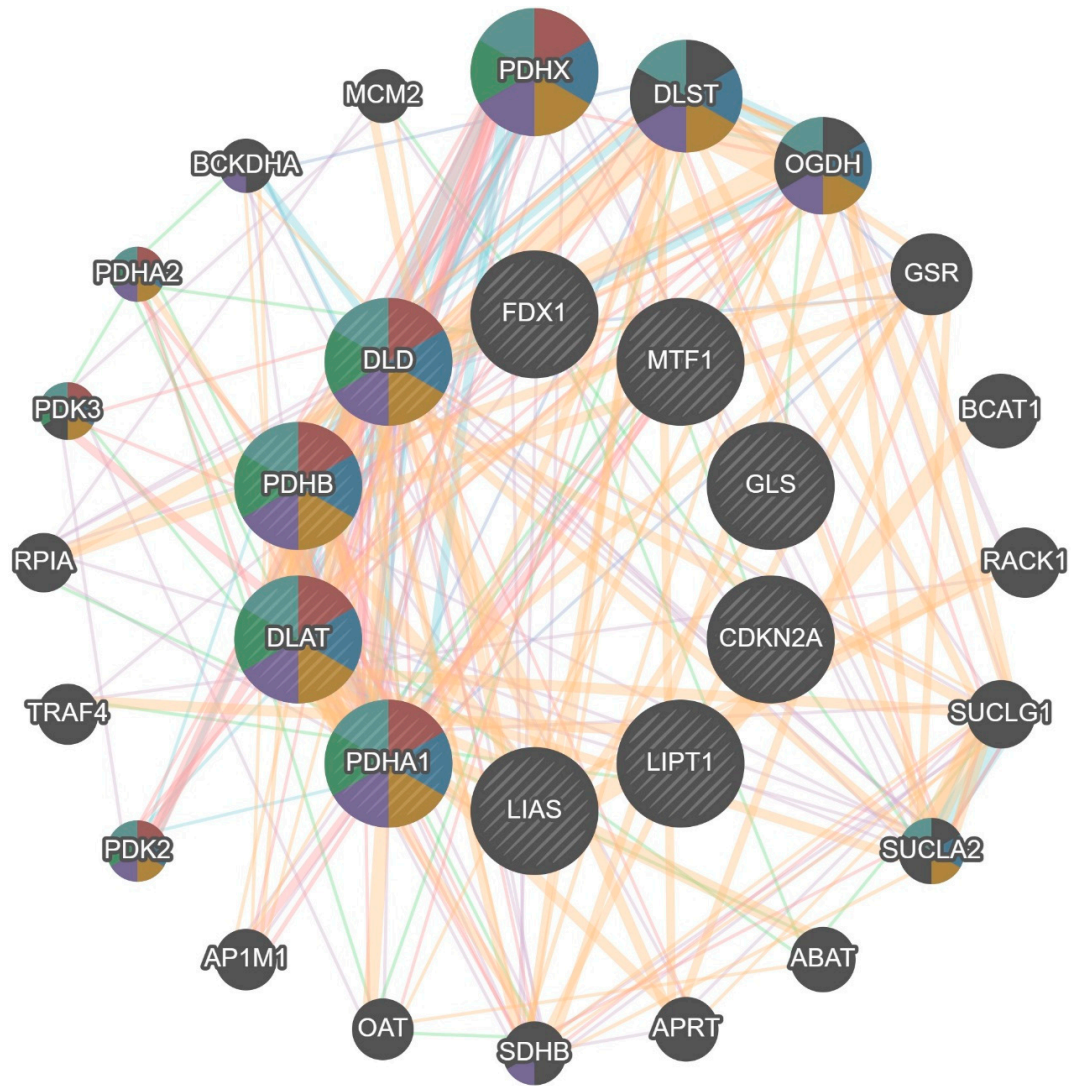 PDHX
DLST
MCM2
OGDH
BCKDHA
PDHA2
GSR
FDX1
MTF1
DLD
PDK3
BCAT1
PDHB
GLS
RPIA
RACK1
DLAT
CDKN2A
TRAF4
SUCLG1
PDHA1
LIPT1
LIAS
PDK2
SUCLA2
AP1M1
ABAT
OAT
APRT
SDHB